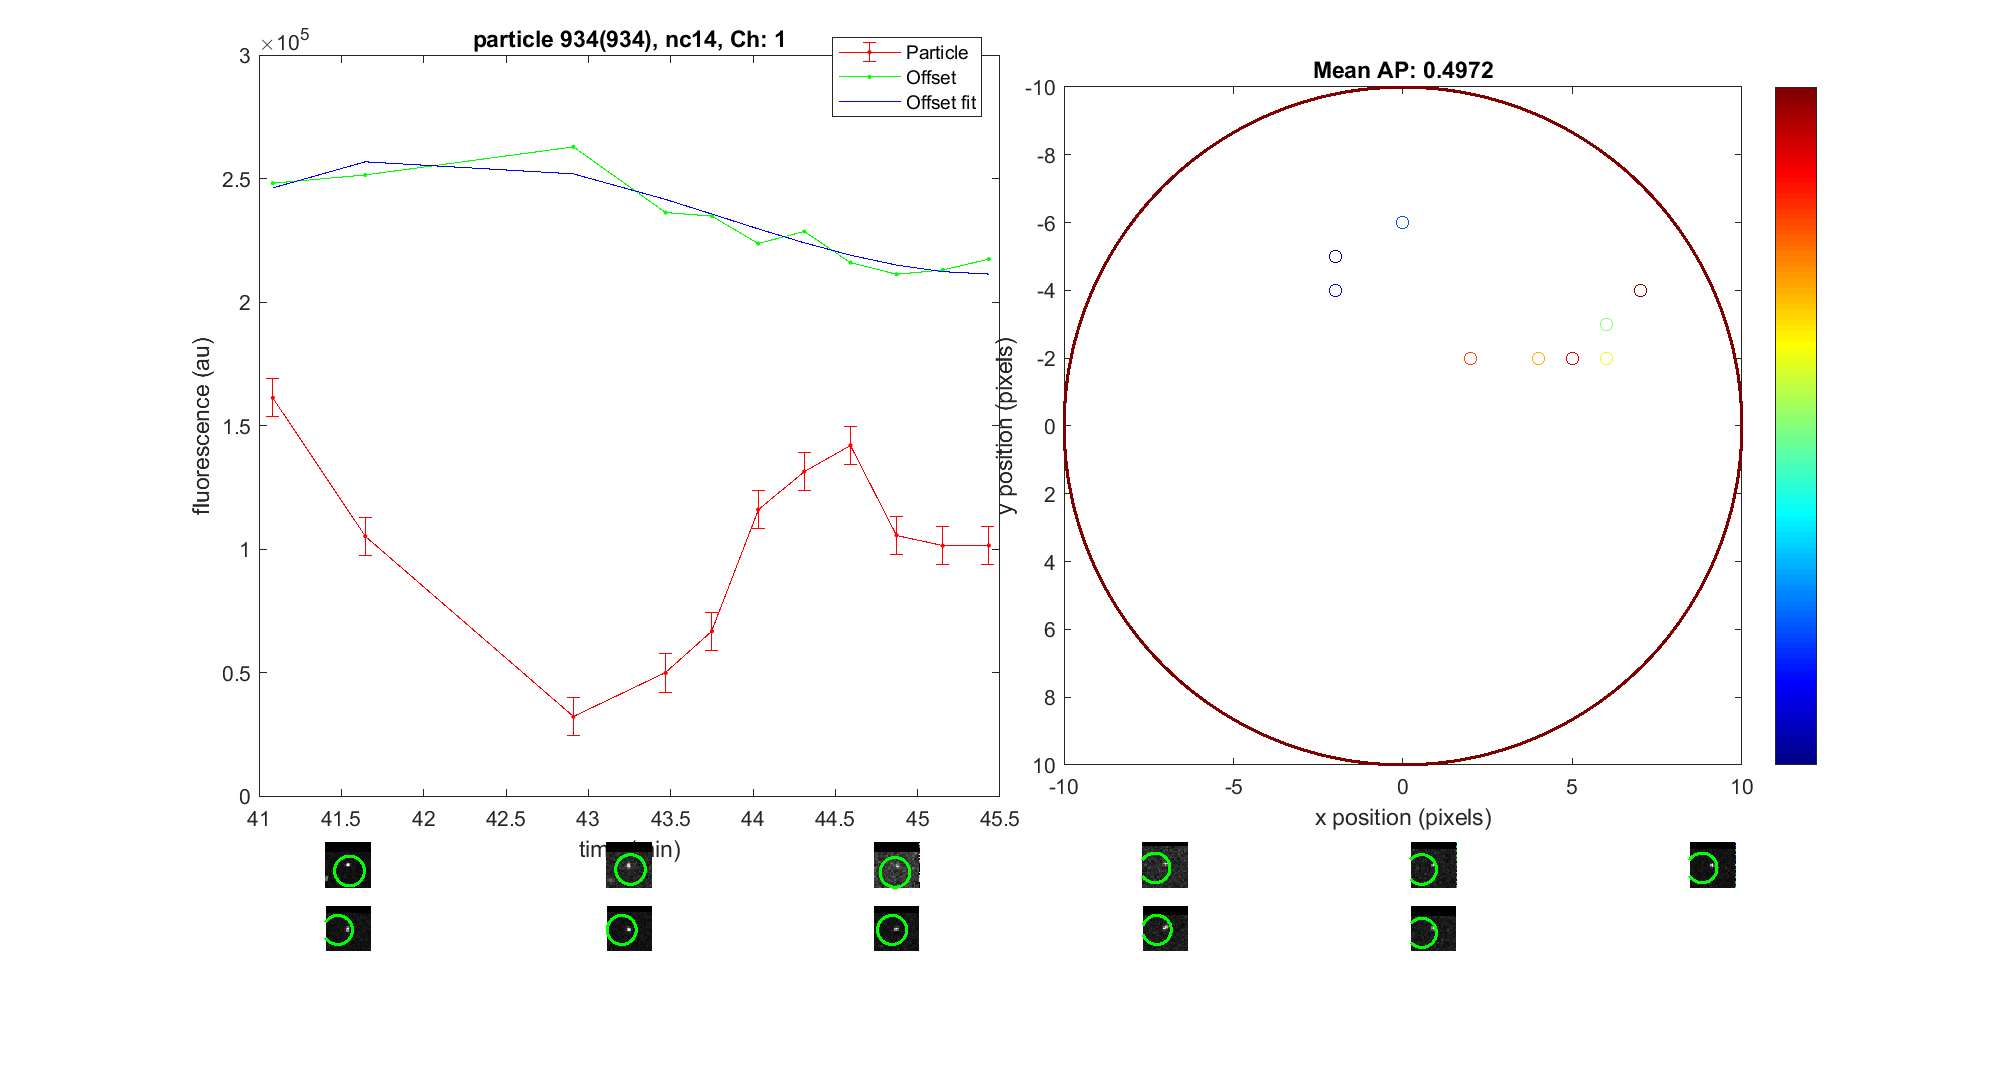 ×10^5
particle 934(934), nc14, Ch: 1
Particle
Offset
Offset fit
3
2.5
2
1.5
1
0.5
0
fluorescence (au)
41 41.5 42 42.5 43 43.5 44 44.5 45 45.5
time (min)
Mean AP: 0.4972
-10
-8
-6
-4
-2
0
2
4
6
8
10
y position (pixels)
-10 -5 0 5 10
x position (pixels)